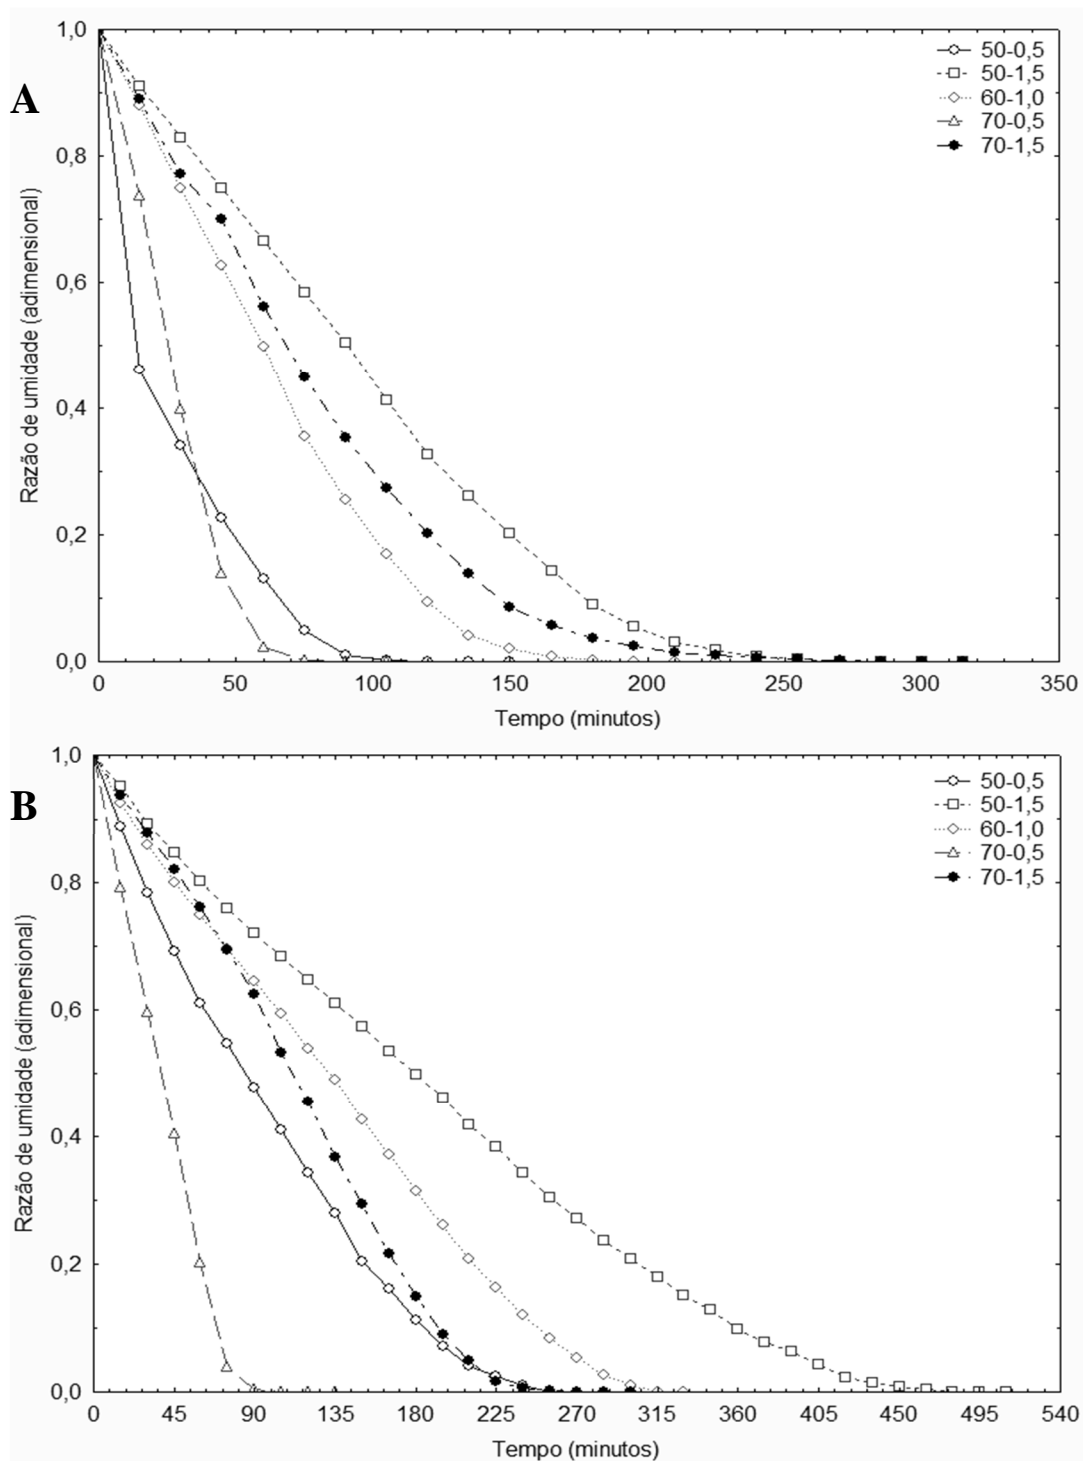 A
1,0
0,8
0,6
0,4
0,2
0,0
Razão de umidade (adimensional)
50-0,5
50-1,5
60-1,0
70-0,5
70-1,5
0 50 100 150 200 250 300 350
Tempo (minutos)
B
1,0
0,8
0,6
0,4
0,2
0,0
Razão de umidade (adimensional)
50-0,5
50-1,5
60-1,0
70-0,5
70-1,5
0 45 90 135 180 225 270 315 360 405 450 495 540
Tempo (minutos)